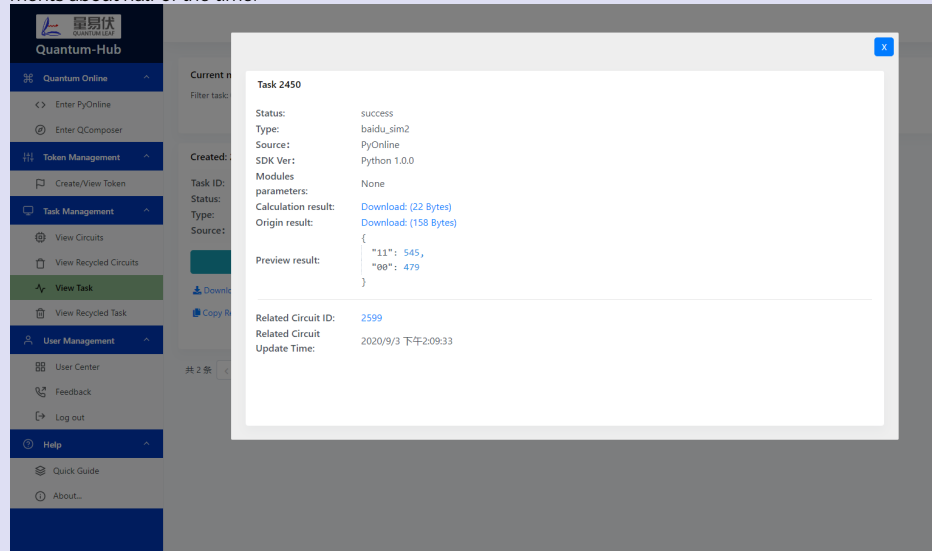 量易伏
QUANTUM LEAF
Quantum-Hub
Quantum Online
Enter PyOnline
Enter QComposer
Token Management
Create/View Token
Task Management
View Circuits
View Recycled Circuits
View Task
View Recycled Task
User Management
User Center
Feedback
Log out
Help
Quick Guide
About...
Current n
Filter task:
Created:
Task ID:
Status:
Type:
Source:
Downlo
Copy R
共 2 条 <
X
Task 2450
Status: success
Type: baidu_sim2
Source: PyOnline
SDK Ver: Python 1.0.0
Modules parameters: None
Calculation result: Download: (22 Bytes)
Origin result: Download: (158 Bytes)
Preview result:
{
"11": 545,
"00": 479
}
Related Circuit ID: 2599
Related Circuit
Update Time: 2020/9/3 下午2:09:33